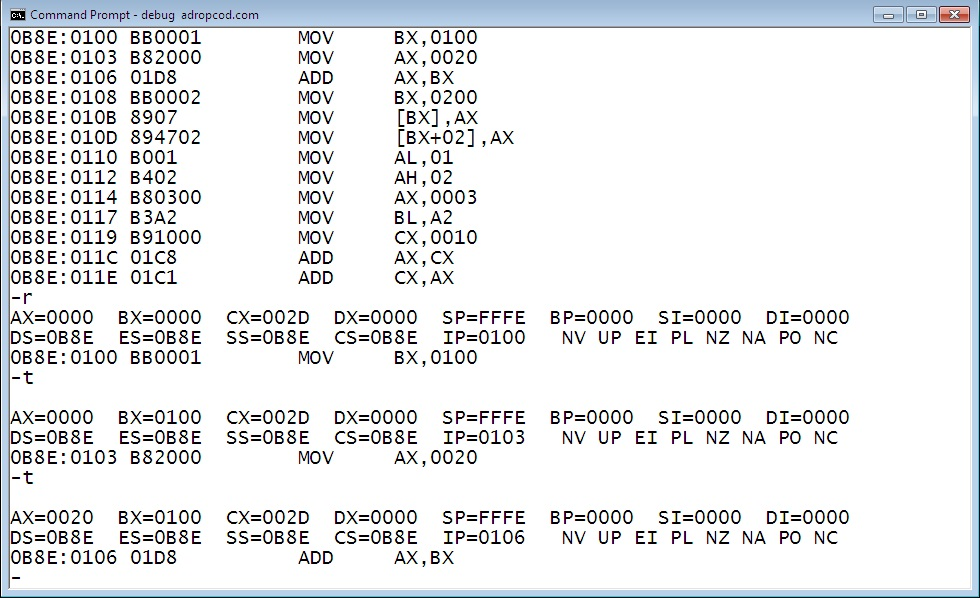 Command Prompt - debug  adropcod.com
0B8E:0100 BB0001        MOV     BX,0100
0B8E:0103 B82000        MOV     AX,0020
0B8E:0106 01D8          ADD     AX,BX
0B8E:0108 BB0002        MOV     BX,0200
0B8E:010B 8907          MOV     [BX],AX
0B8E:010D 894702        MOV     [BX+02],AX
0B8E:0110 B001          MOV     AL,01
0B8E:0112 B402          MOV     AH,02
0B8E:0114 B80300        MOV     AX,0003
0B8E:0117 B3A2          MOV     BL,A2
0B8E:0119 B91000        MOV     CX,0010
0B8E:011C 01C8          ADD     AX,CX
0B8E:011E 01C1          ADD     CX,AX
-r
AX=0000  BX=0000  CX=002D  DX=0000  SP=FFFE  BP=0000  SI=0000  DI=0000
DS=0B8E  ES=0B8E  SS=0B8E  CS=0B8E  IP=0100   NV UP EI PL NZ NA PO NC
0B8E:0100 BB0001        MOV     BX,0100
-t
AX=0000  BX=0100  CX=002D  DX=0000  SP=FFFE  BP=0000  SI=0000  DI=0000
DS=0B8E  ES=0B8E  SS=0B8E  CS=0B8E  IP=0103   NV UP EI PL NZ NA PO NC
0B8E:0103 B82000        MOV     AX,0020
-t
AX=0020  BX=0100  CX=002D  DX=0000  SP=FFFE  BP=0000  SI=0000  DI=0000
DS=0B8E  ES=0B8E  SS=0B8E  CS=0B8E  IP=0106   NV UP EI PL NZ NA PO NC
0B8E:0106 01D8          ADD     AX,BX
-